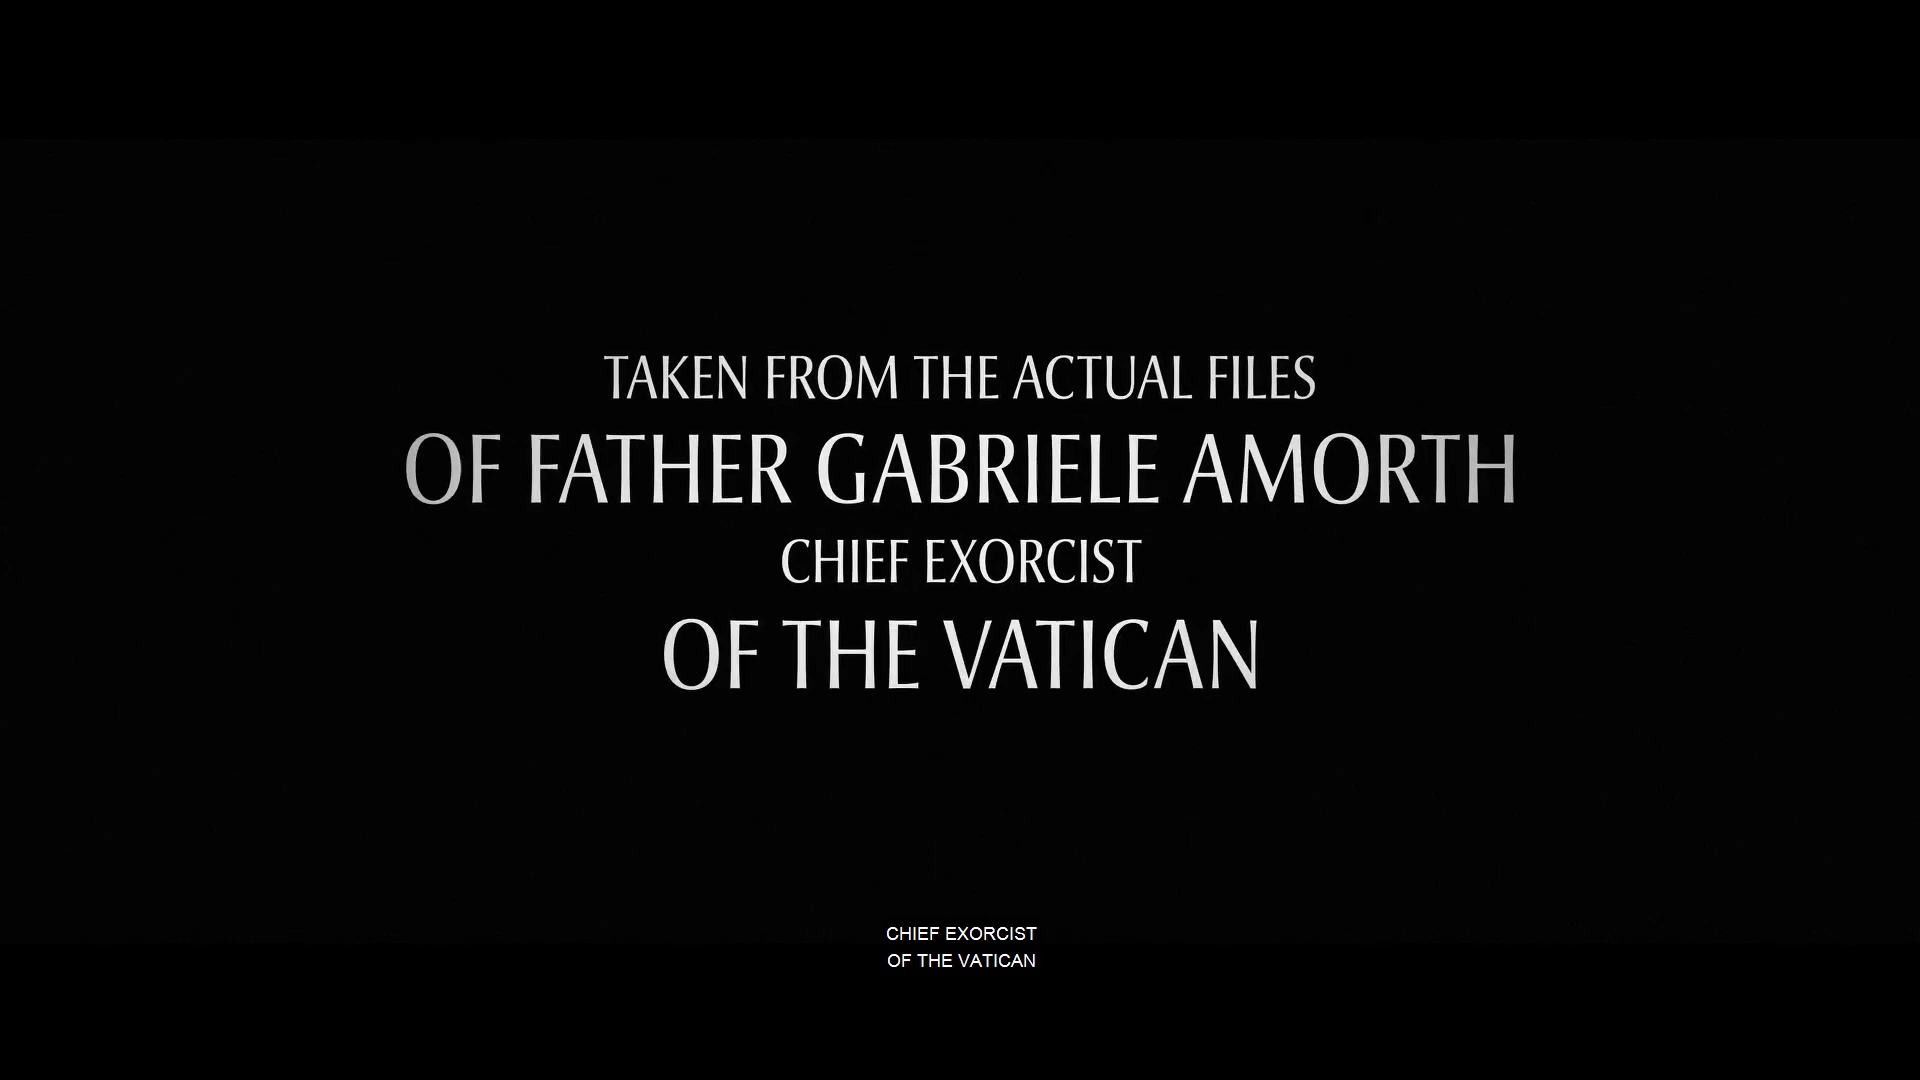 TAKEN FROM THE ACTUAL FILES
OF FATHER GABRIELE AMORTH
CHIEF EXORCIST
OF THE VATICAN
CHIEF EXORCIST
OF THE VATICAN